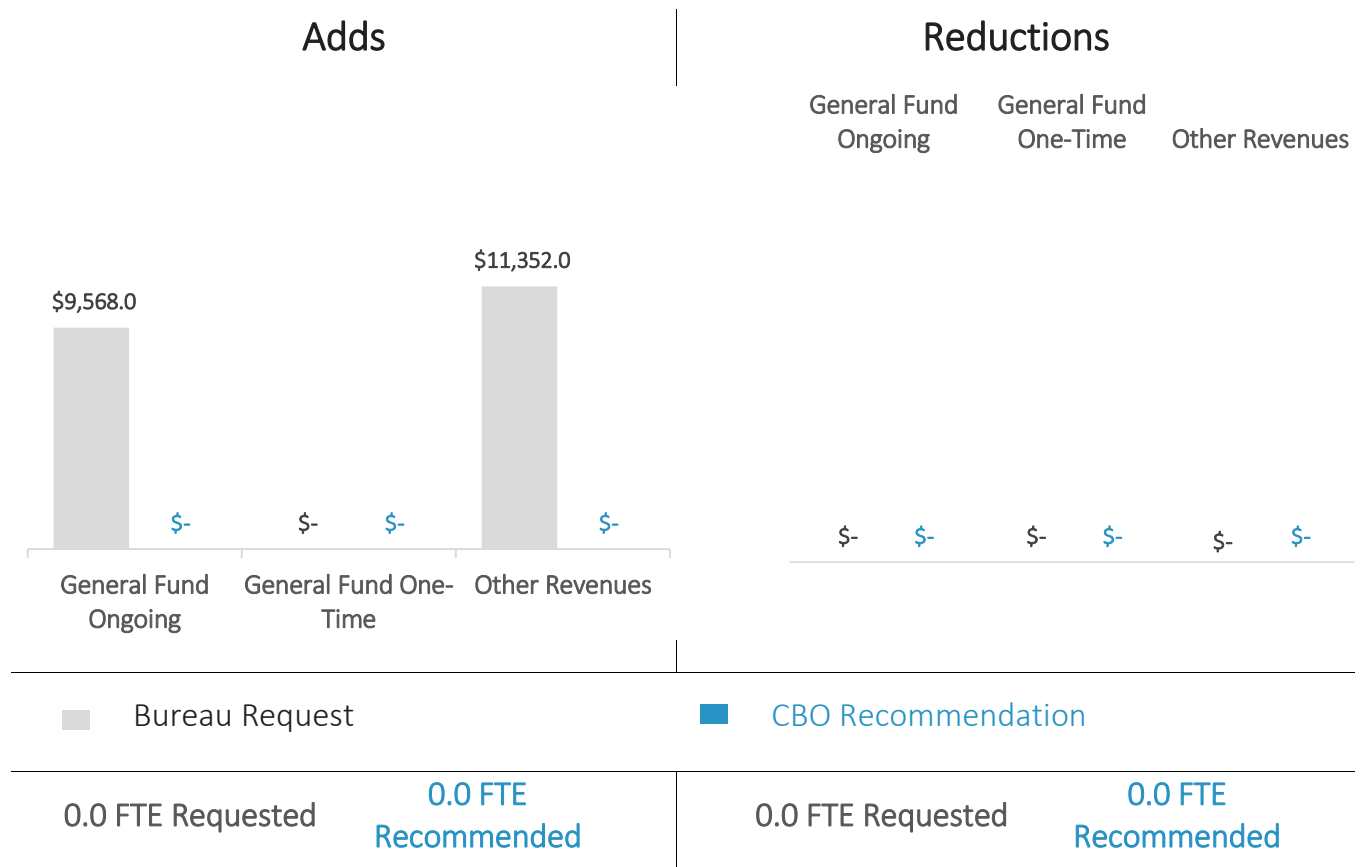 Adds
Reductions
General Fund
Ongoing
General Fund
One-Time
Other Revenues
$9,568.0
$11,352.0
$-
$-
$-
$-
$-
$-
$-
$-
$-
$-
General Fund
Ongoing
General Fund One-
Time
Other Revenues
Bureau Request
CBO Recommendation
0.0 FTE Requested
0.0 FTE
Recommended
0.0 FTE Requested
0.0 FTE
Recommended